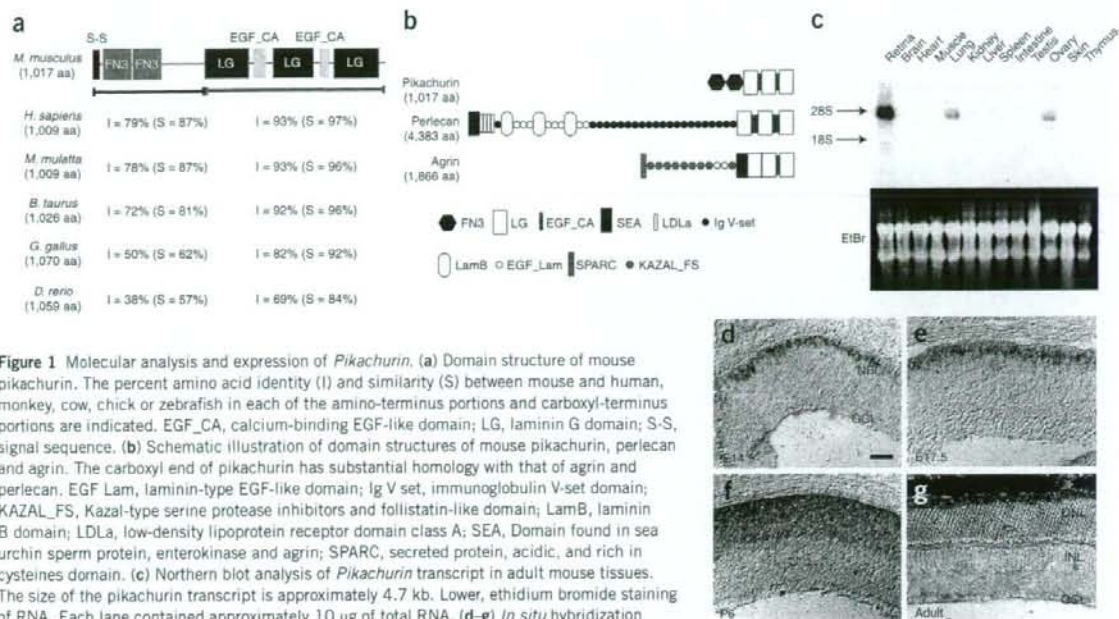 a
S-S
EGF_CA EGF_CA
M. musculus
(1,017 aa)
FN3 FN3 LG LG LG
H. sapiens
(1,009 aa)
I = 79% (S = 87%) I = 93% (S = 97%)
M. mulatta
(1,009 aa)
I = 78% (S = 87%) I = 93% (S = 96%)
B. taurus
(1,026 aa)
I = 72% (S = 81%) I = 92% (S = 96%)
G. gallus
(1,070 aa)
I = 50% (S = 62%) I = 82% (S = 92%)
D. rerio
(1,059 aa)
I = 38% (S = 57%) I = 69% (S = 84%)
b
Pikachurin
(1,017 aa)
Perlecan
(4,383 aa)
Agrin
(1,866 aa)
FN3 LG EGF_CA SEA LDLa Ig V-set
LamB EGF_Lam SPARC KAZAL_FS
c
Retina Brain Heart Muscle Lung Kidney Liver Spleen Intestine Testis Ovary Skin Thymus
28S
18S
EtBr
d e
NBL
GCL
E17.5
f g
ONL
INL
GCL
P6 Adult
Figure 1 Molecular analysis and expression of Pikachurin. (a) Domain structure of mouse
pikachurin. The percent amino acid identity (I) and similarity (S) between mouse and human,
monkey, cow, chick or zebrafish in each of the amino-terminus portions and carboxyl-terminus
portions are indicated. EGF_CA, calcium-binding EGF-like domain; LG, laminin G domain; S-S,
signal sequence. (b) Schematic illustration of domain structures of mouse pikachurin, perlecan
and agrin. The carboxyl end of pikachurin has substantial homology with that of agrin and
perlecan. EGF Lam, laminin-type EGF-like domain; Ig V set, immunoglobulin V-set domain;
KAZAL_FS, Kazal-type serine protease inhibitors and follistatin-like domain; LamB, laminin
B domain; LDLa, low-density lipoprotein receptor domain class A; SEA, Domain found in sea
urchin sperm protein, enterokinase and agrin; SPARC, secreted protein, acidic, and rich in
cysteines domain. (c) Northern blot analysis of Pikachurin transcript in adult mouse tissues.
The size of the pikachurin transcript is approximately 4.7 kb. Lower, ethidium bromide staining
of RNA. Each lane contained approximately 10 µg of total RNA. (d–g) In situ hybridization